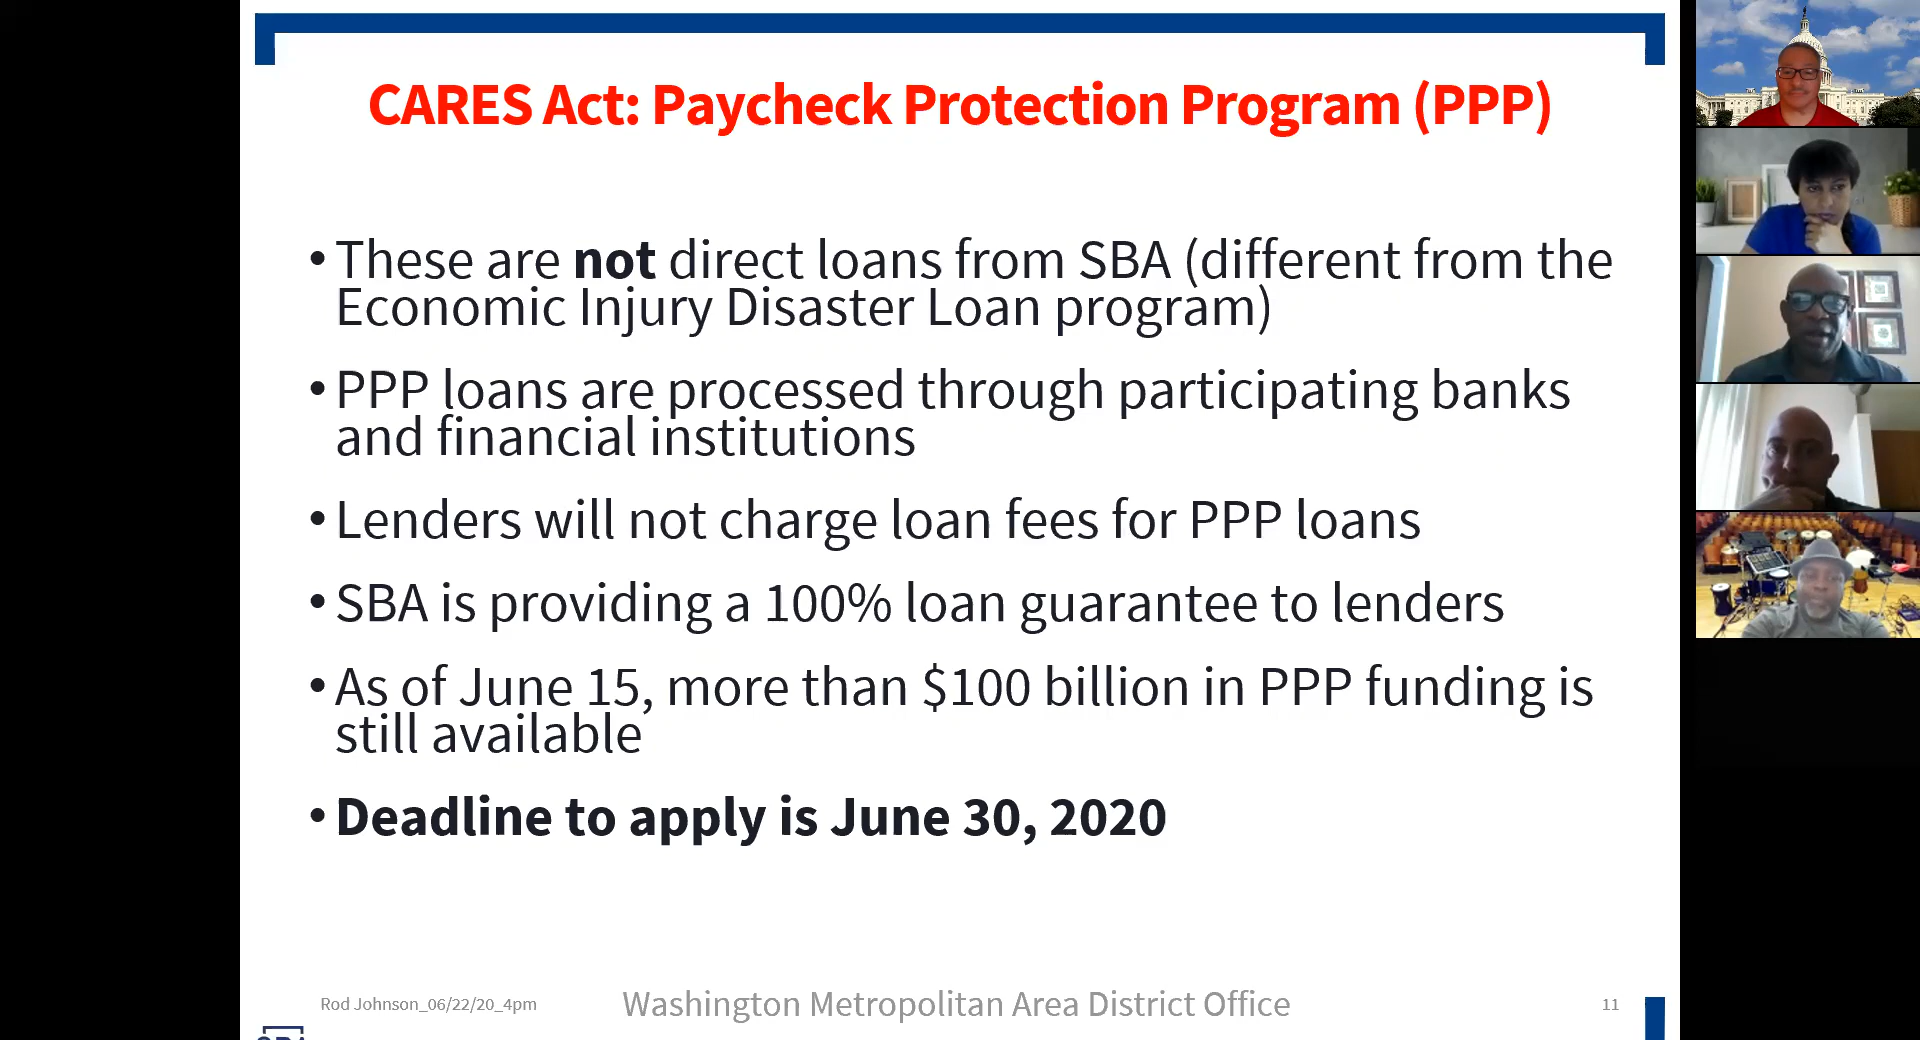 CARES Act: Paycheck Protection Program (PPP)
• These are not direct loans from SBA (different from the
Economic Injury Disaster Loan program)
• PPP loans are processed through participating banks
and financial institutions
• Lenders will not charge loan fees for PPP loans
• SBA is providing a 100% loan guarantee to lenders
• As of June 15, more than $100 billion in PPP funding is
still available
• Deadline to apply is June 30, 2020
Rod Johnson_06/22/20_4pm
Washington Metropolitan Area District Office
11